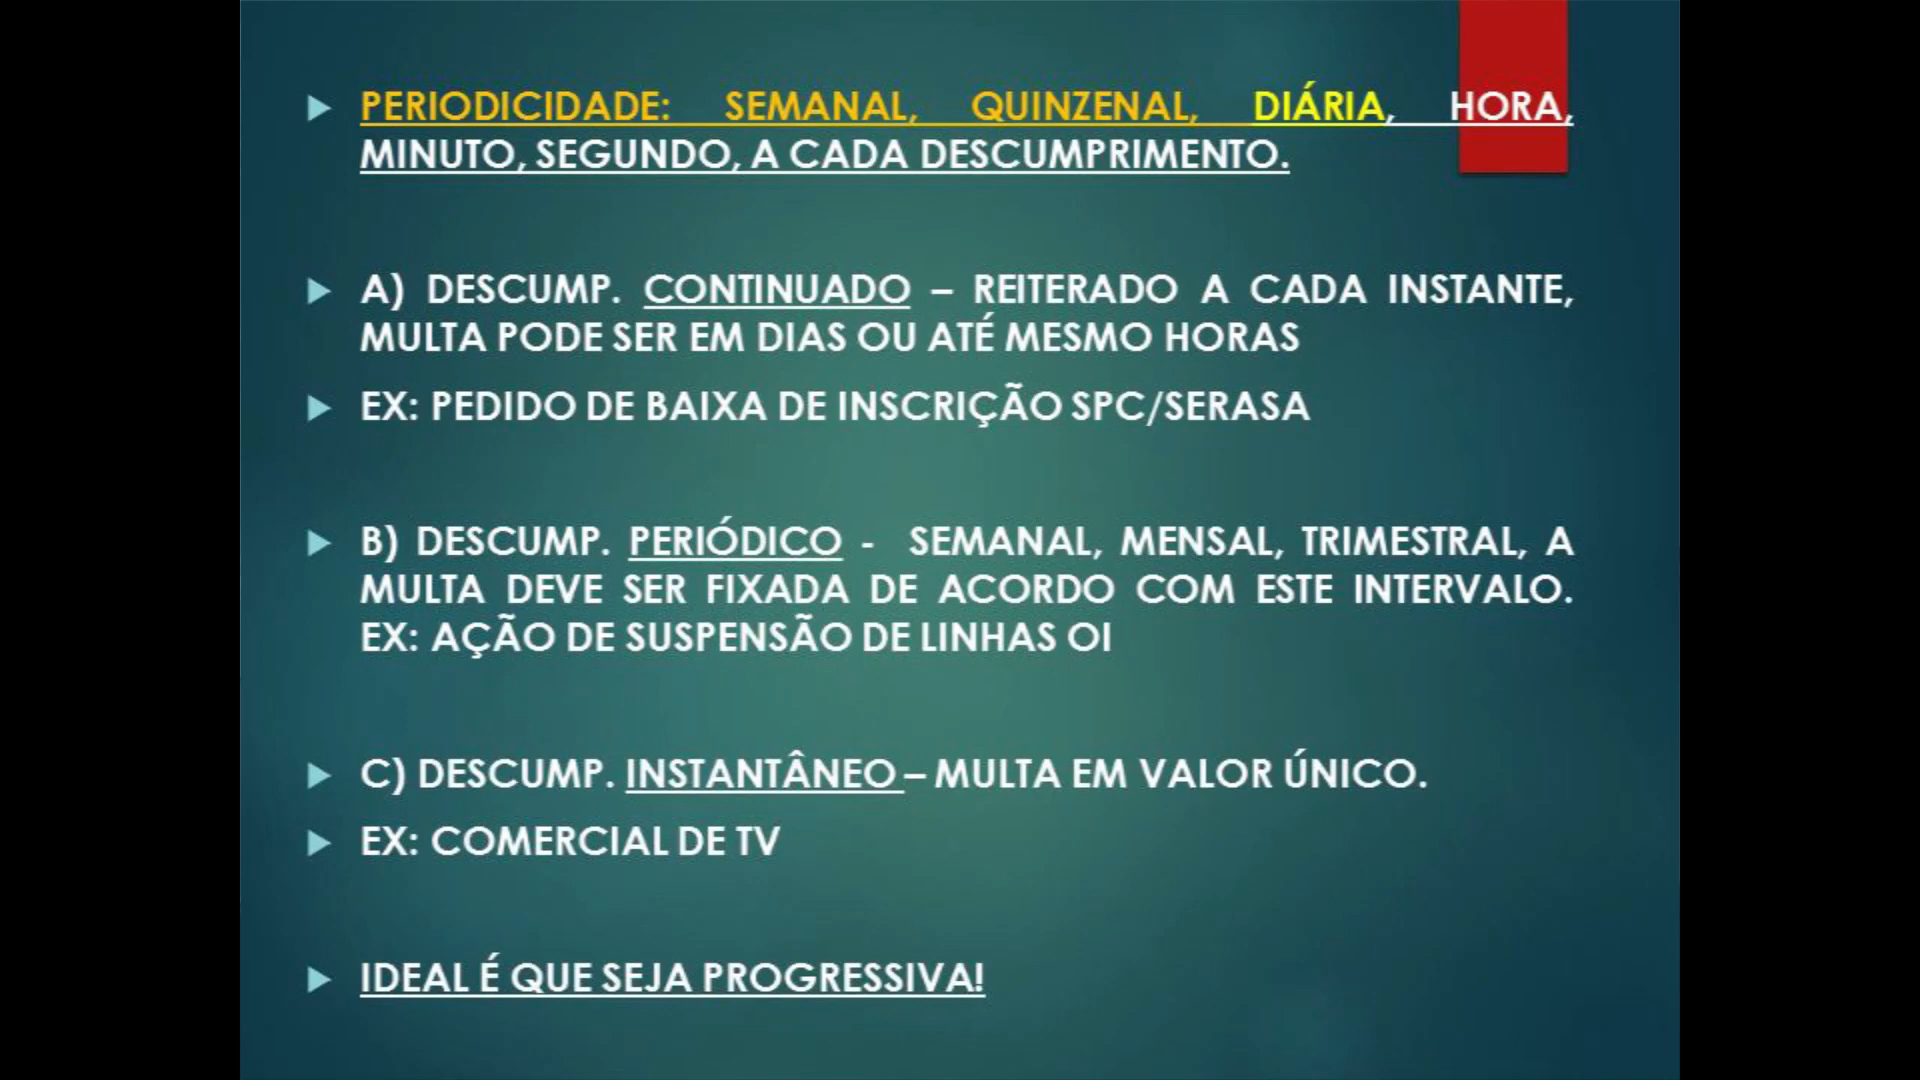 PERIODICIDADE: SEMANAL, QUINZENAL, DIÁRIA, HORA,
MINUTO, SEGUNDO, A CADA DESCUMPRIMENTO.
A) DESCUMP. CONTINUADO – REITERADO A CADA INSTANTE,
MULTA PODE SER EM DIAS OU ATÉ MESMO HORAS
EX: PEDIDO DE BAIXA DE INSCRIÇÃO SPC/SERASA
B) DESCUMP. PERIÓDICO - SEMANAL, MENSAL, TRIMESTRAL, A
MULTA DEVE SER FIXADA DE ACORDO COM ESTE INTERVALO.
EX: AÇÃO DE SUSPENSÃO DE LINHAS OI
C) DESCUMP. INSTANTÂNEO – MULTA EM VALOR ÚNICO.
EX: COMERCIAL DE TV
IDEAL É QUE SEJA PROGRESSIVA!